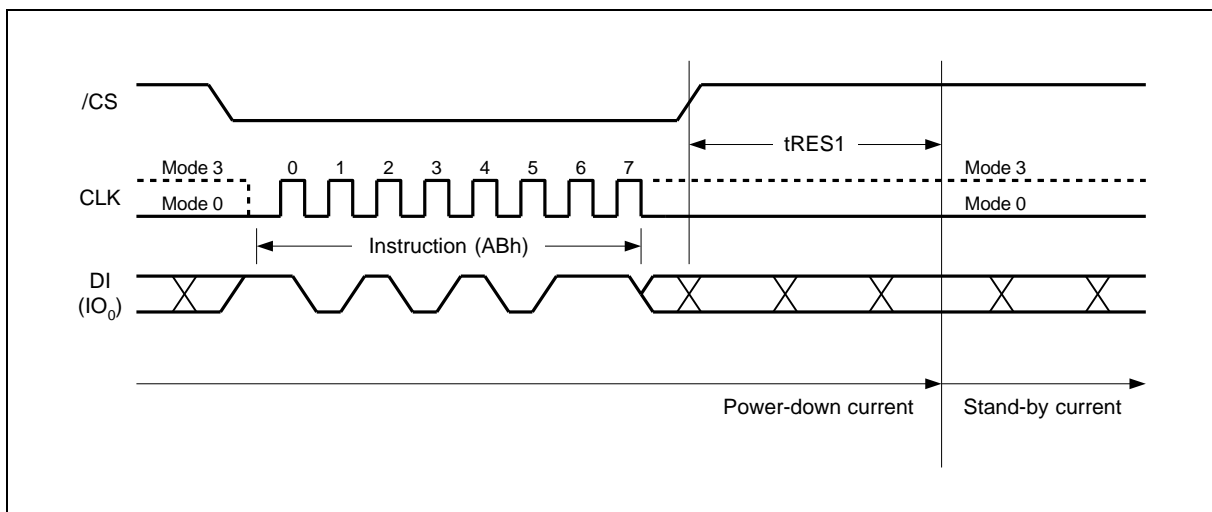 /CS
tRES1
Mode 3 0 1 2 3 4 5 6 7 Mode 3
CLK
Mode 0 Mode 0
Instruction (ABh)
DI
(IO0)
Power-down current Stand-by current